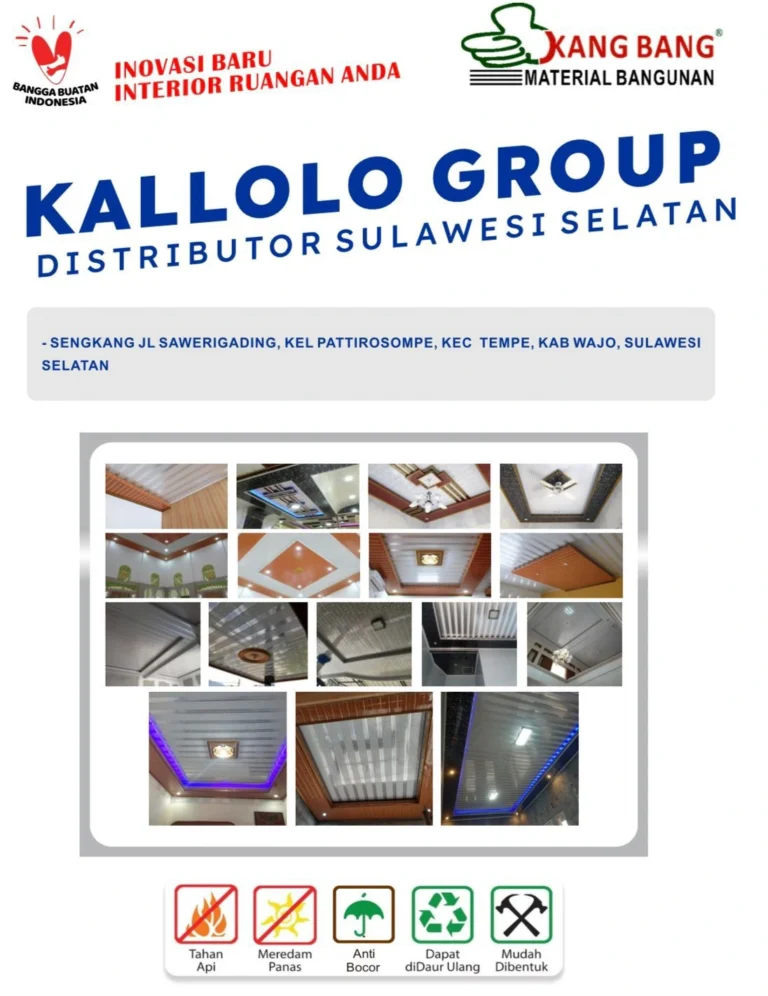 BANGGA BUATAN
INDONESIA
INOVASI BARU
INTERIOR RUANGAN ANDA
KANG BANG®
MATERIAL BANGUNAN
KALLOLO GROUP
DISTRIBUTOR SULAWESI SELATAN
- SENGKANG JL SAWERIGADING, KEL PATTIROSOMPE, KEC TEMPE, KAB WAJO, SULAWESI
SELATAN
Tahan
Api
Meredam
Panas
Anti
Bocor
Dapat
diDaur Ulang
Mudah
Dibentuk